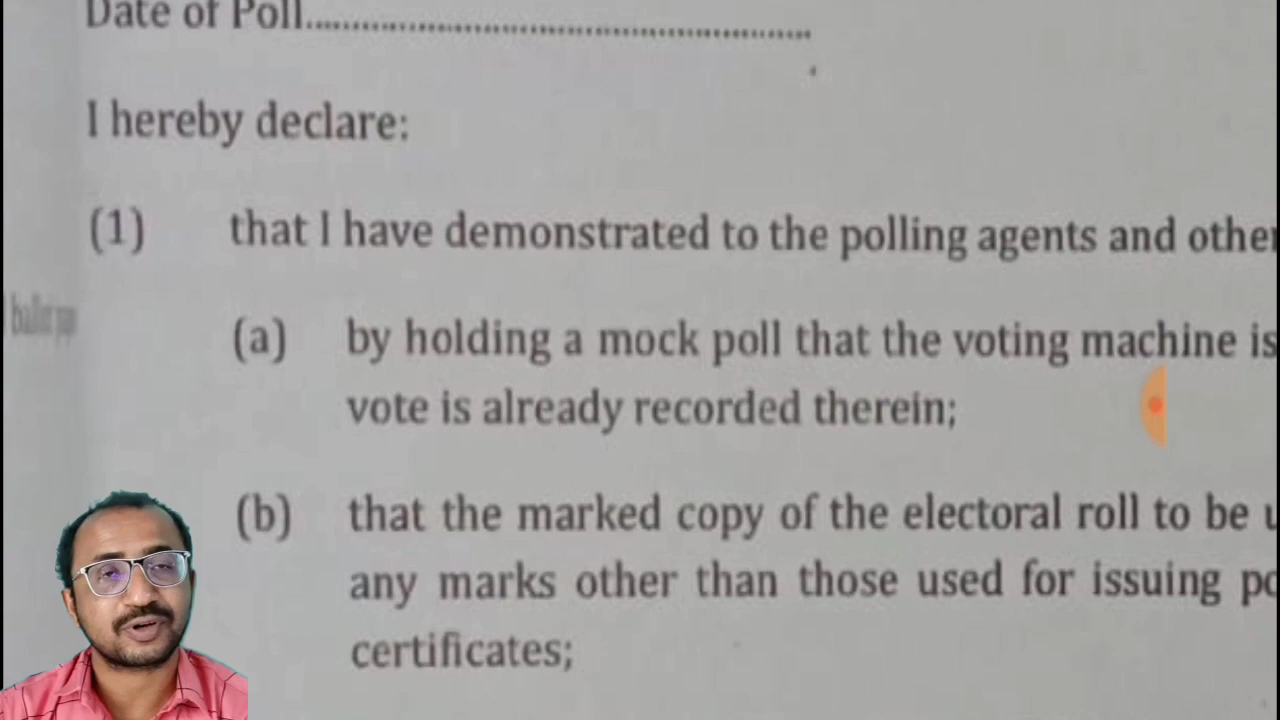 Date of Poll..........................................................
I hereby declare:
(1) that I have demonstrated to the polling agents and other
(a) by holding a mock poll that the voting machine is
vote is already recorded therein;
(b) that the marked copy of the electoral roll to be
any marks other than those used for issuing
certificates;